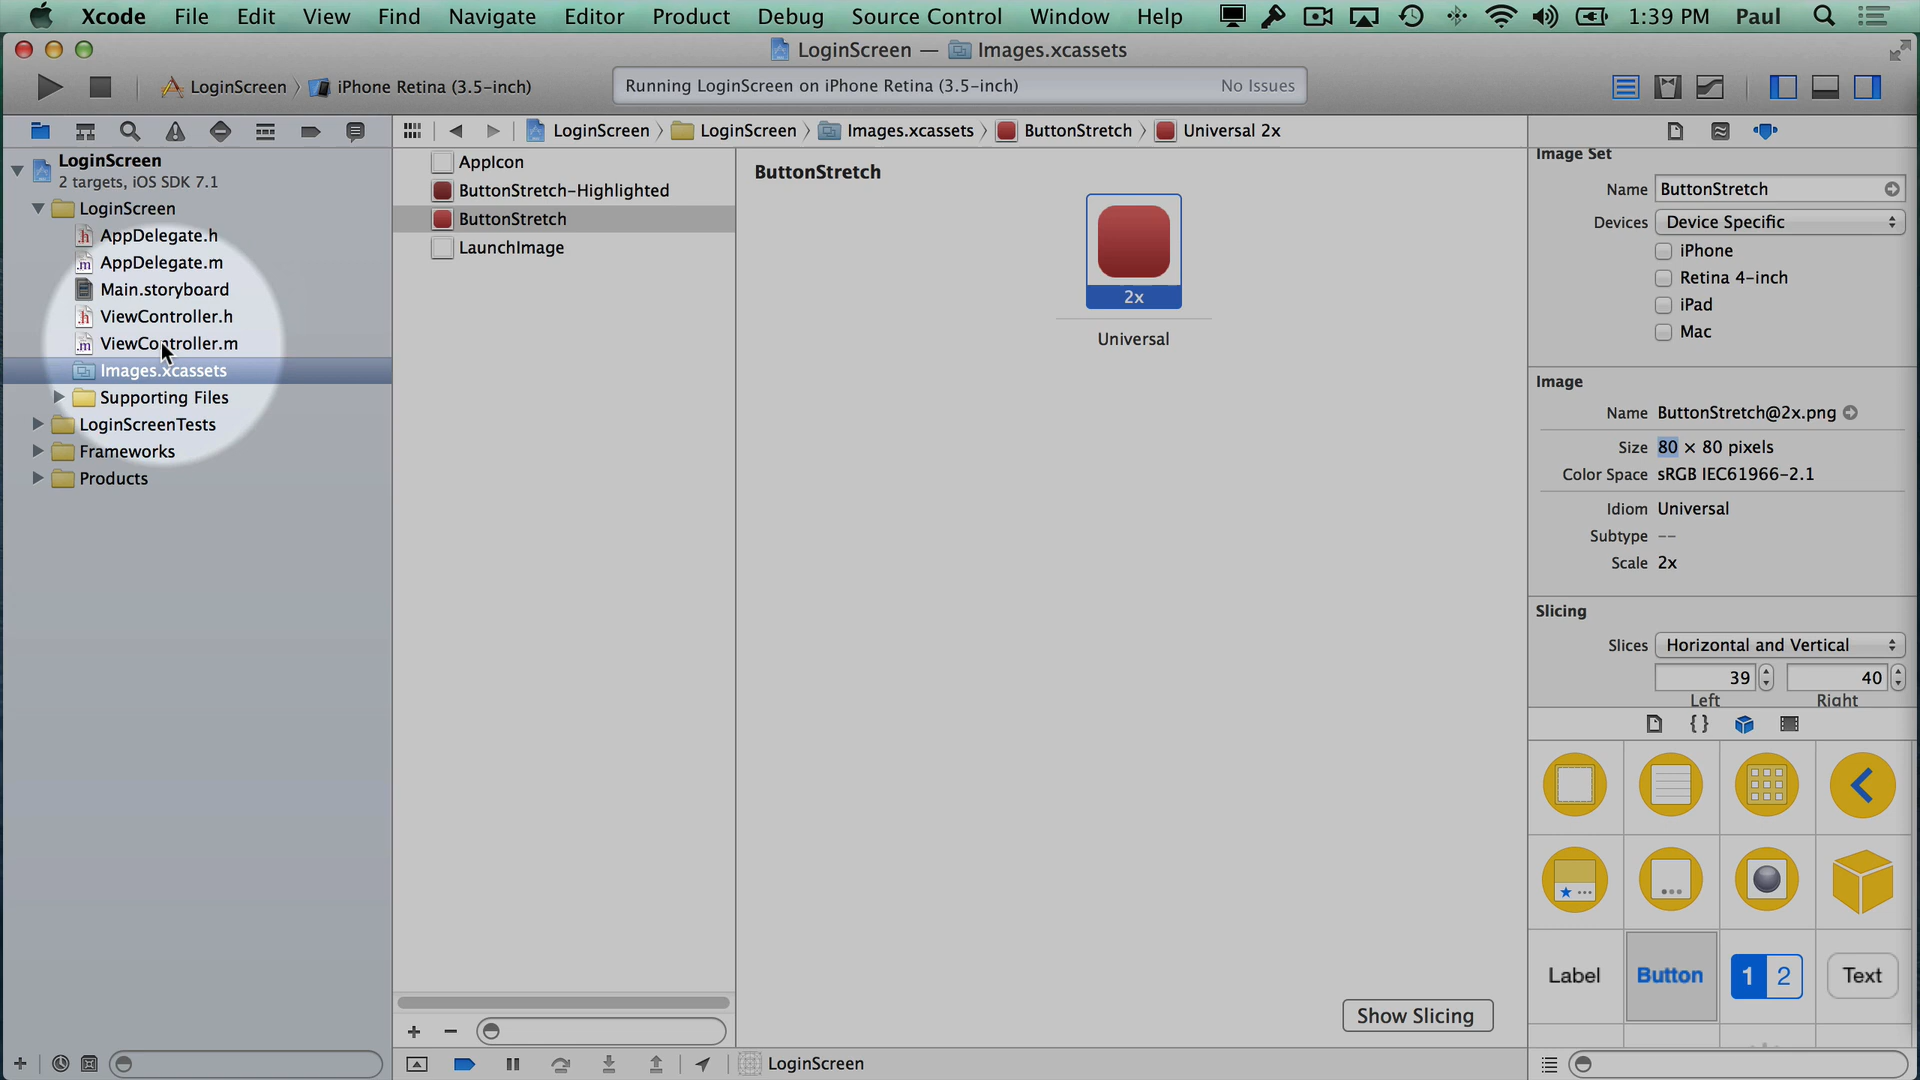 Xcode File Edit View Find Navigate Editor Product Debug Source Control Window Help 1:39 PM Paul
LoginScreen — Images.xcassets
LoginScreen iPhone Retina (3.5-inch) Running LoginScreen on iPhone Retina (3.5-inch) No Issues
LoginScreen LoginScreen Images.xcassets ButtonStretch Universal 2x
LoginScreen
2 targets, iOS SDK 7.1
LoginScreen
AppDelegate.h
AppDelegate.m
Main.storyboard
ViewController.h
ViewController.m
Images.xcassets
Supporting Files
LoginScreenTests
Frameworks
Products
AppIcon
ButtonStretch-Highlighted
ButtonStretch
LaunchImage
ButtonStretch
2x
Universal
Show Slicing
LoginScreen
Image Set
Name ButtonStretch
Devices Device Specific
iPhone
Retina 4-inch
iPad
Mac
Image
Name ButtonStretch@2x.png
Size 80 × 80 pixels
Color Space sRGB IEC61966-2.1
Idiom Universal
Subtype --
Scale 2x
Slicing
Slices Horizontal and Vertical
39 40
Left Right
{ }
Label Button 1 2 Text